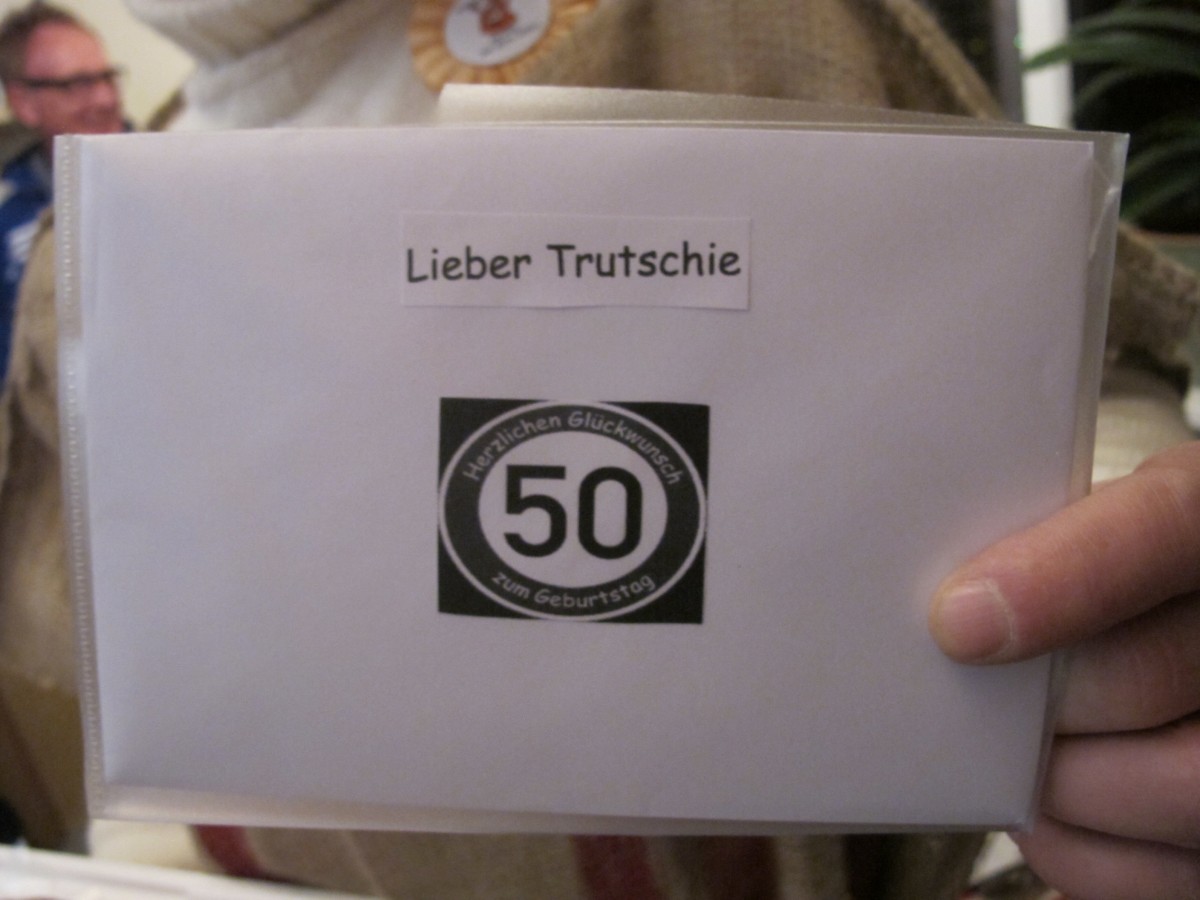 Lieber Trutschie
Herzlichen Glückwunsch
50
zum Geburtstag